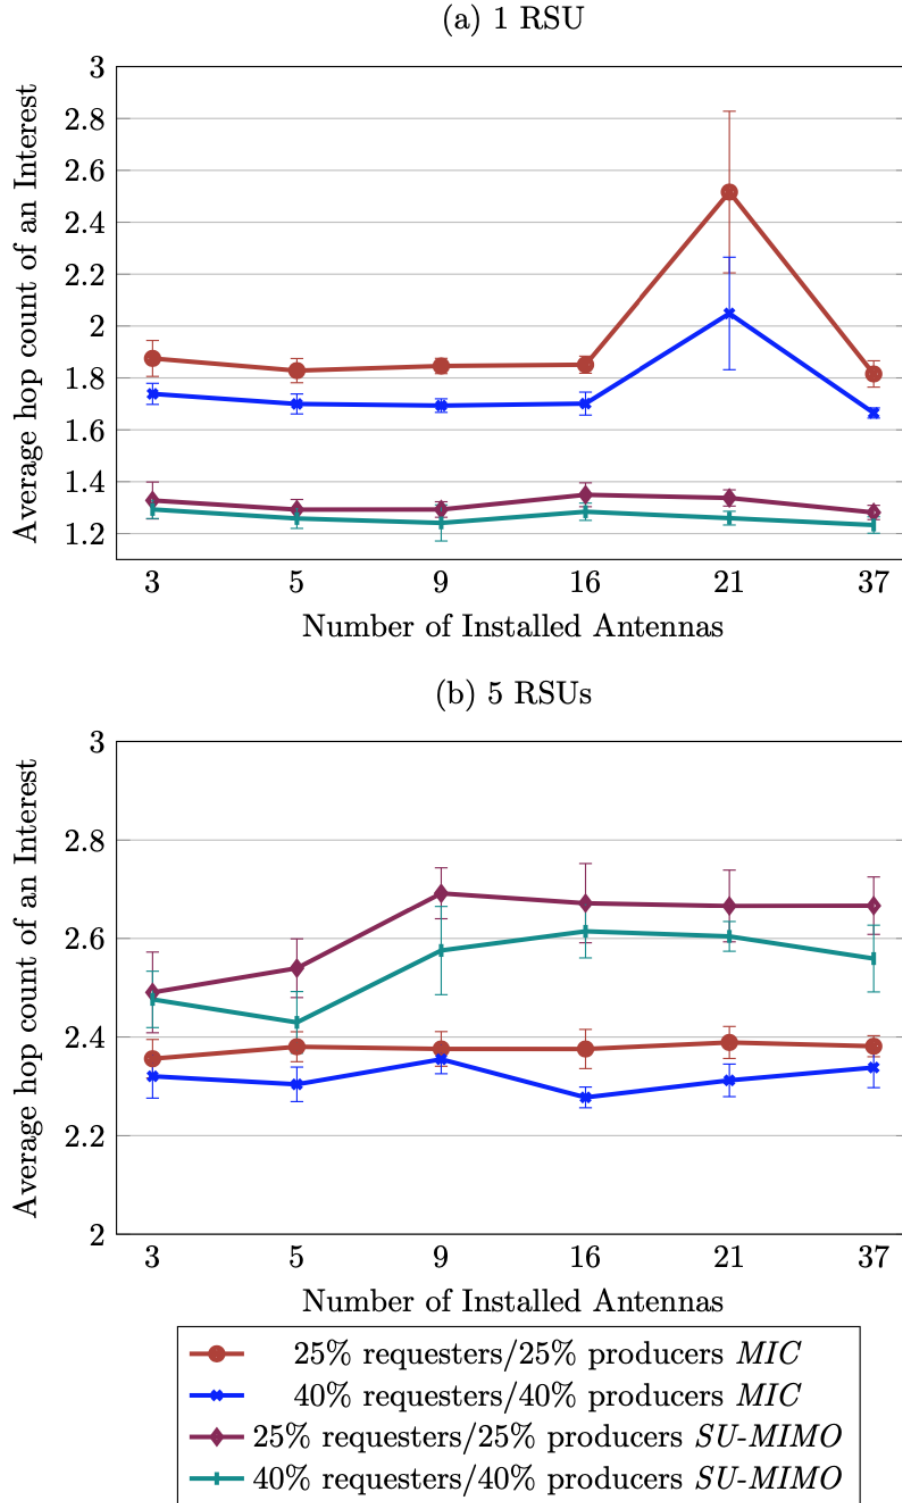 (a) 1 RSU
3
2.8
2.6
2.4
2.2
2
1.8
1.6
1.4
1.2
Average hop count of an Interest
3 5 9 16 21 37
Number of Installed Antennas
(b) 5 RSUs
3
2.8
2.6
2.4
2.2
2
Average hop count of an Interest
3 5 9 16 21 37
Number of Installed Antennas
25% requesters/25% producers MIC
40% requesters/40% producers MIC
25% requesters/25% producers SU-MIMO
40% requesters/40% producers SU-MIMO